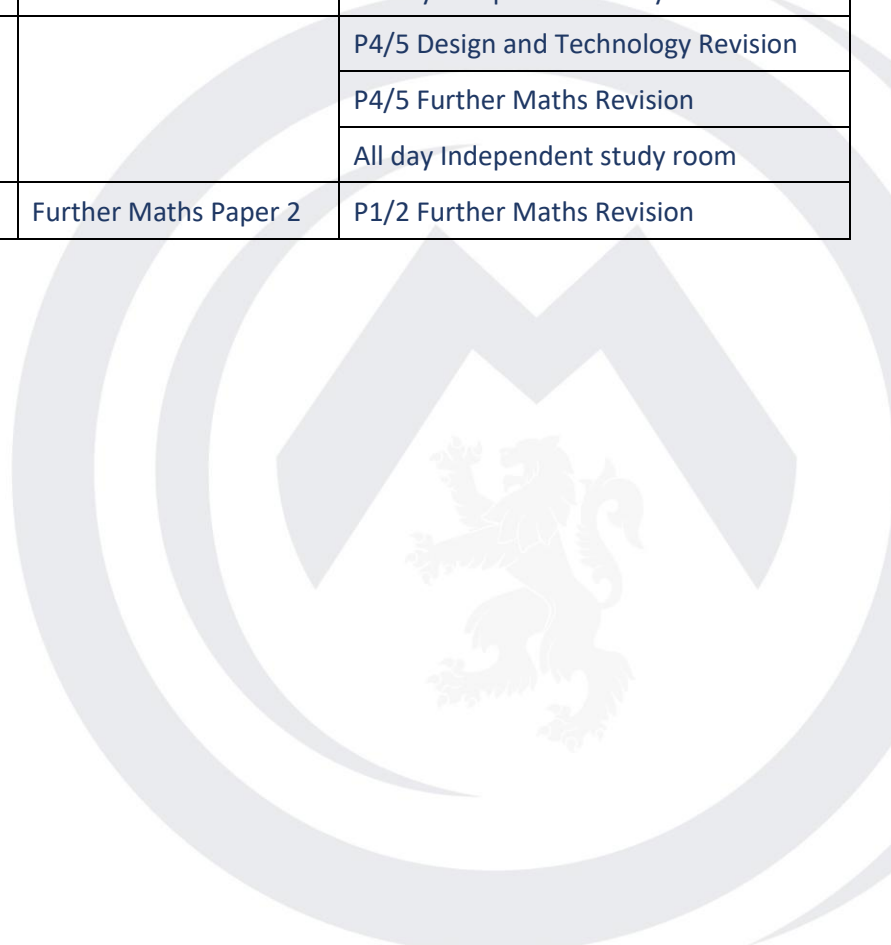 P4/5 Design and Technology Revision
P4/5 Further Maths Revision
All day Independent study room
Further Maths Paper 2 P1/2 Further Maths Revision